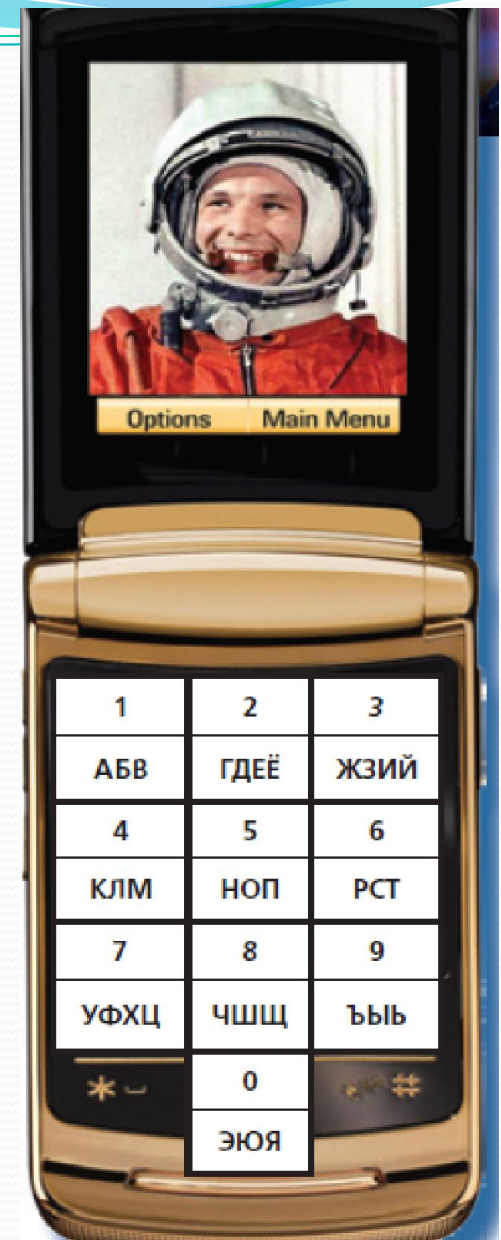 Options Main Menu
1 2 3
АБВ ГДЕЁ ЖЗИЙ
4 5 6
КЛМ НОП РСТ
7 8 9
УФХЦ ЧШЩ ЪЫЬ
* 0 #
ЭЮЯ